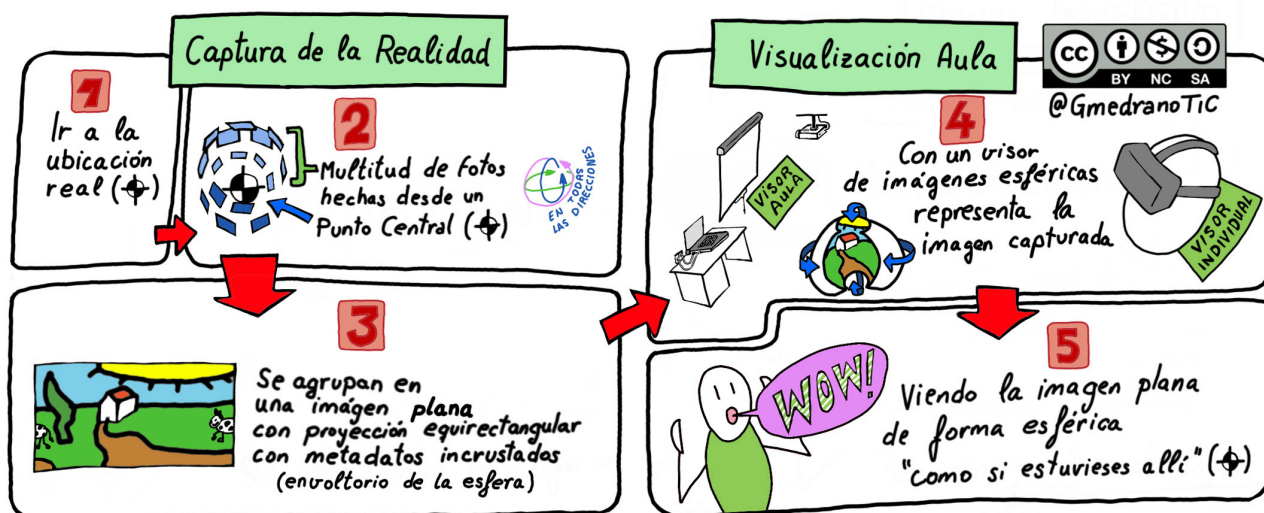 Captura de la Realidad
1
Ir a la
ubicación
real ( )
2
Multitud de fotos
hechas desde un
Punto Central ( )
EN TODAS
LAS DIRECCIONES
3
Se agrupan en
una imágen plana
con proyección equirectangular
con metadatos incrustados
(envoltorio de la esfera)
Visualización Aula
CC
BY NC SA
@GmedranoTIC
4
Con un visor
de imágenes esféricas
representa la
imagen capturada
VISOR
AULA
VISOR
INDIVIDUAL
5
WOW!
Viendo la imagen plana
de forma esférica
"como si estuvieses allí" ( )